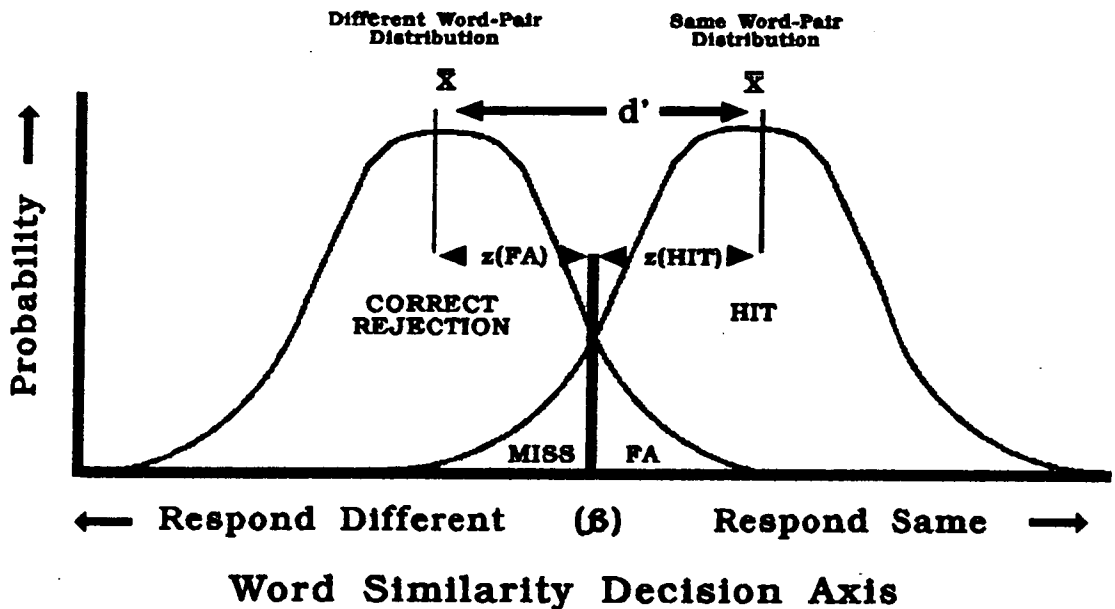 Different Word-Pair
Distribution
Same Word-Pair
Distribution
X̄
X̄
d'
Probability →
z(FA)
z(HIT)
CORRECT
REJECTION
HIT
MISS
FA
← Respond Different (β) Respond Same →
Word Similarity Decision Axis